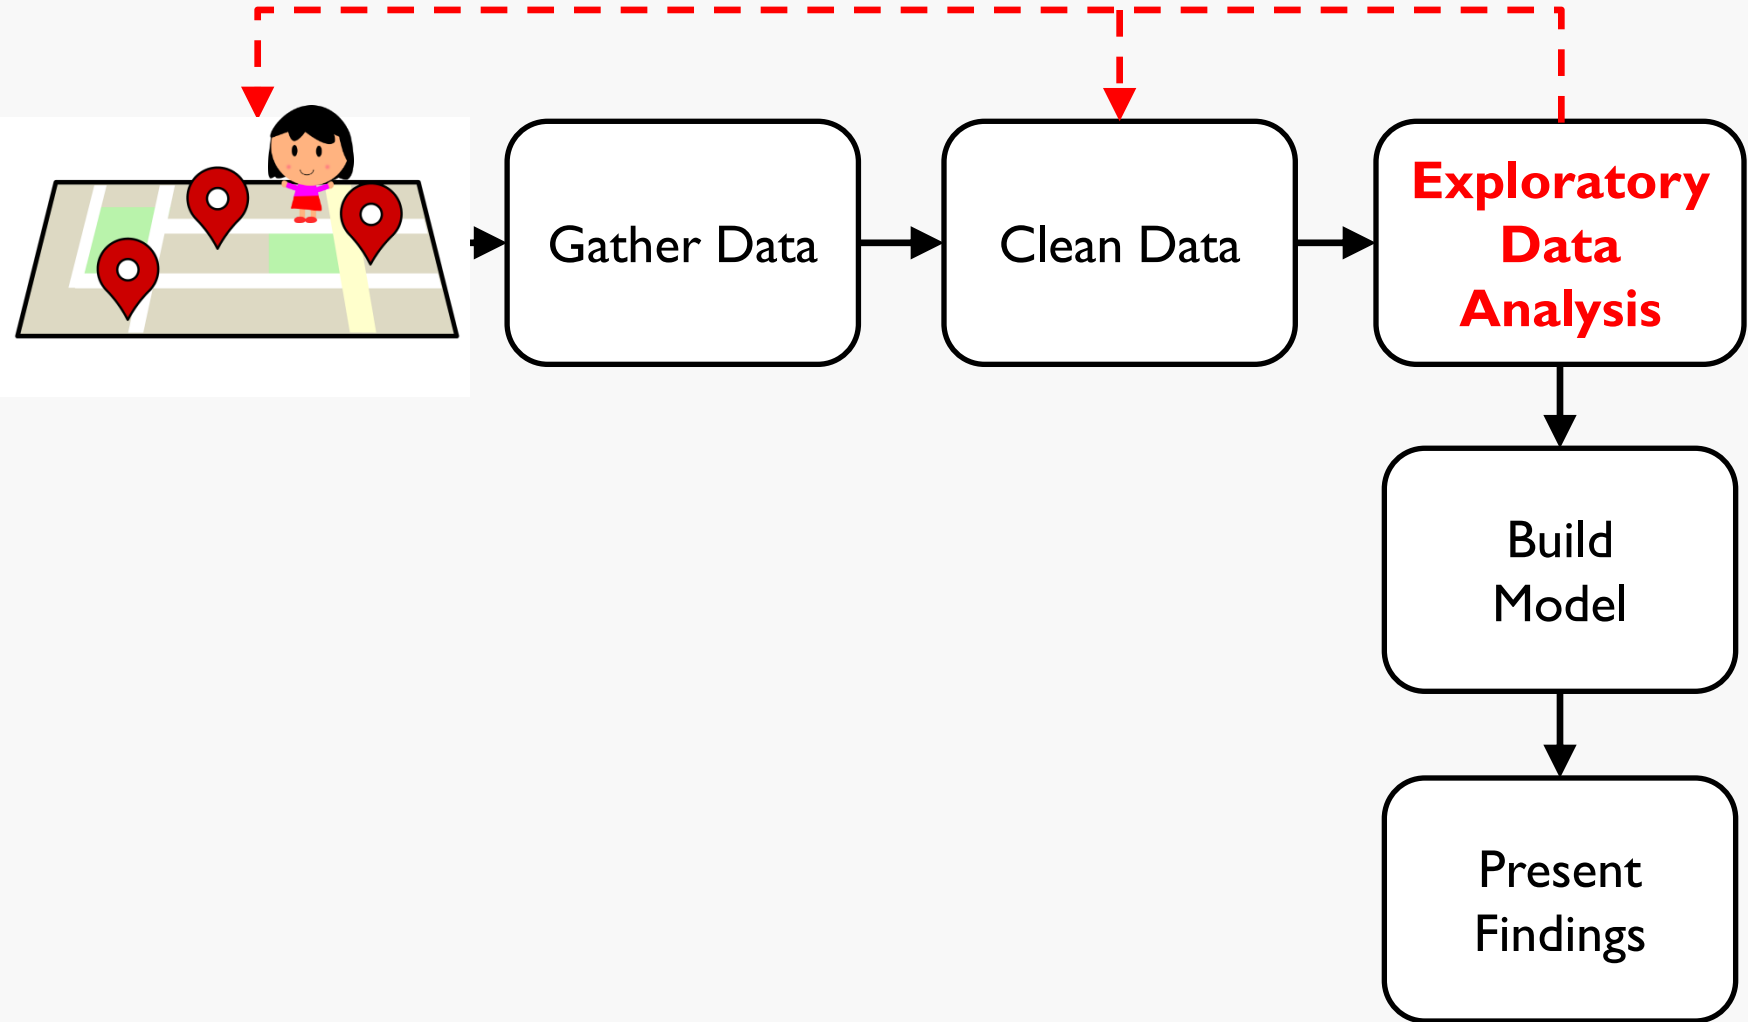 Gather Data
Clean Data
Exploratory
Data
Analysis
Build
Model
Present
Findings